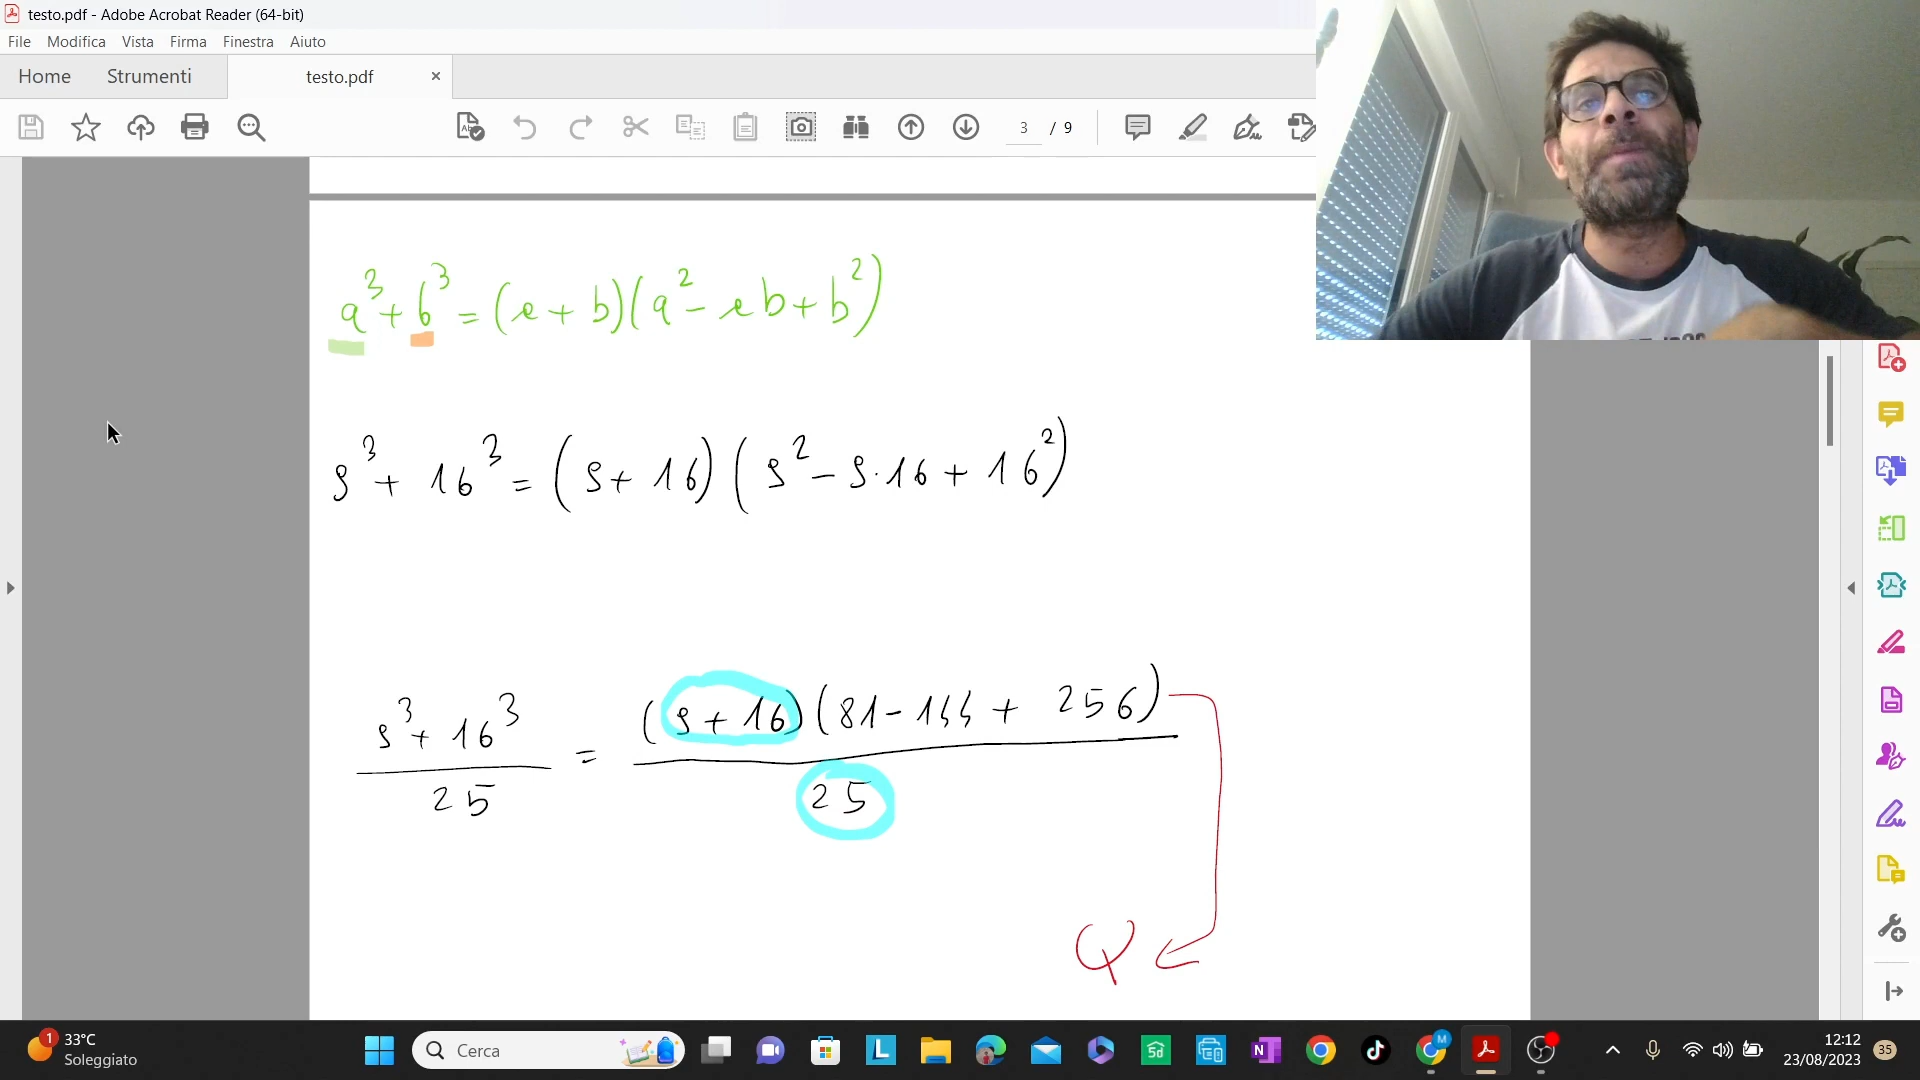 testo.pdf - Adobe Acrobat Reader (64-bit)
File Modifica Vista Firma Finestra Aiuto
Home Strumenti testo.pdf ×
3 / 9
a³ + b³ = (a + b)(a² - ab + b²)
9³ + 16³ = (9 + 16)(9² - 9·16 + 16²)
9³ + 16³ / 25 = (9 + 16)(81 - 144 + 256) / 25
Q
1 33°C
Soleggiato
Cerca
12:12
23/08/2023
35